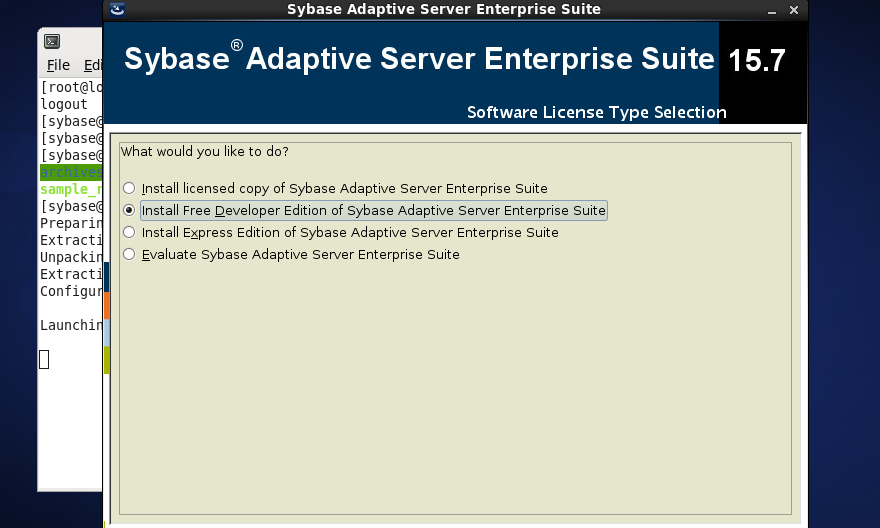 Sybase Adaptive Server Enterprise Suite
Sybase® Adaptive Server Enterprise Suite 15.7
Software License Type Selection
File Edi
[root@lo
logout
[sybase@
[sybase@
[sybase@
archives
sample_r
[sybase@
Preparin
Extracti
Unpackin
Extracti
Configur
Launchin
What would you like to do?
Install licensed copy of Sybase Adaptive Server Enterprise Suite
Install Free Developer Edition of Sybase Adaptive Server Enterprise Suite
Install Express Edition of Sybase Adaptive Server Enterprise Suite
Evaluate Sybase Adaptive Server Enterprise Suite